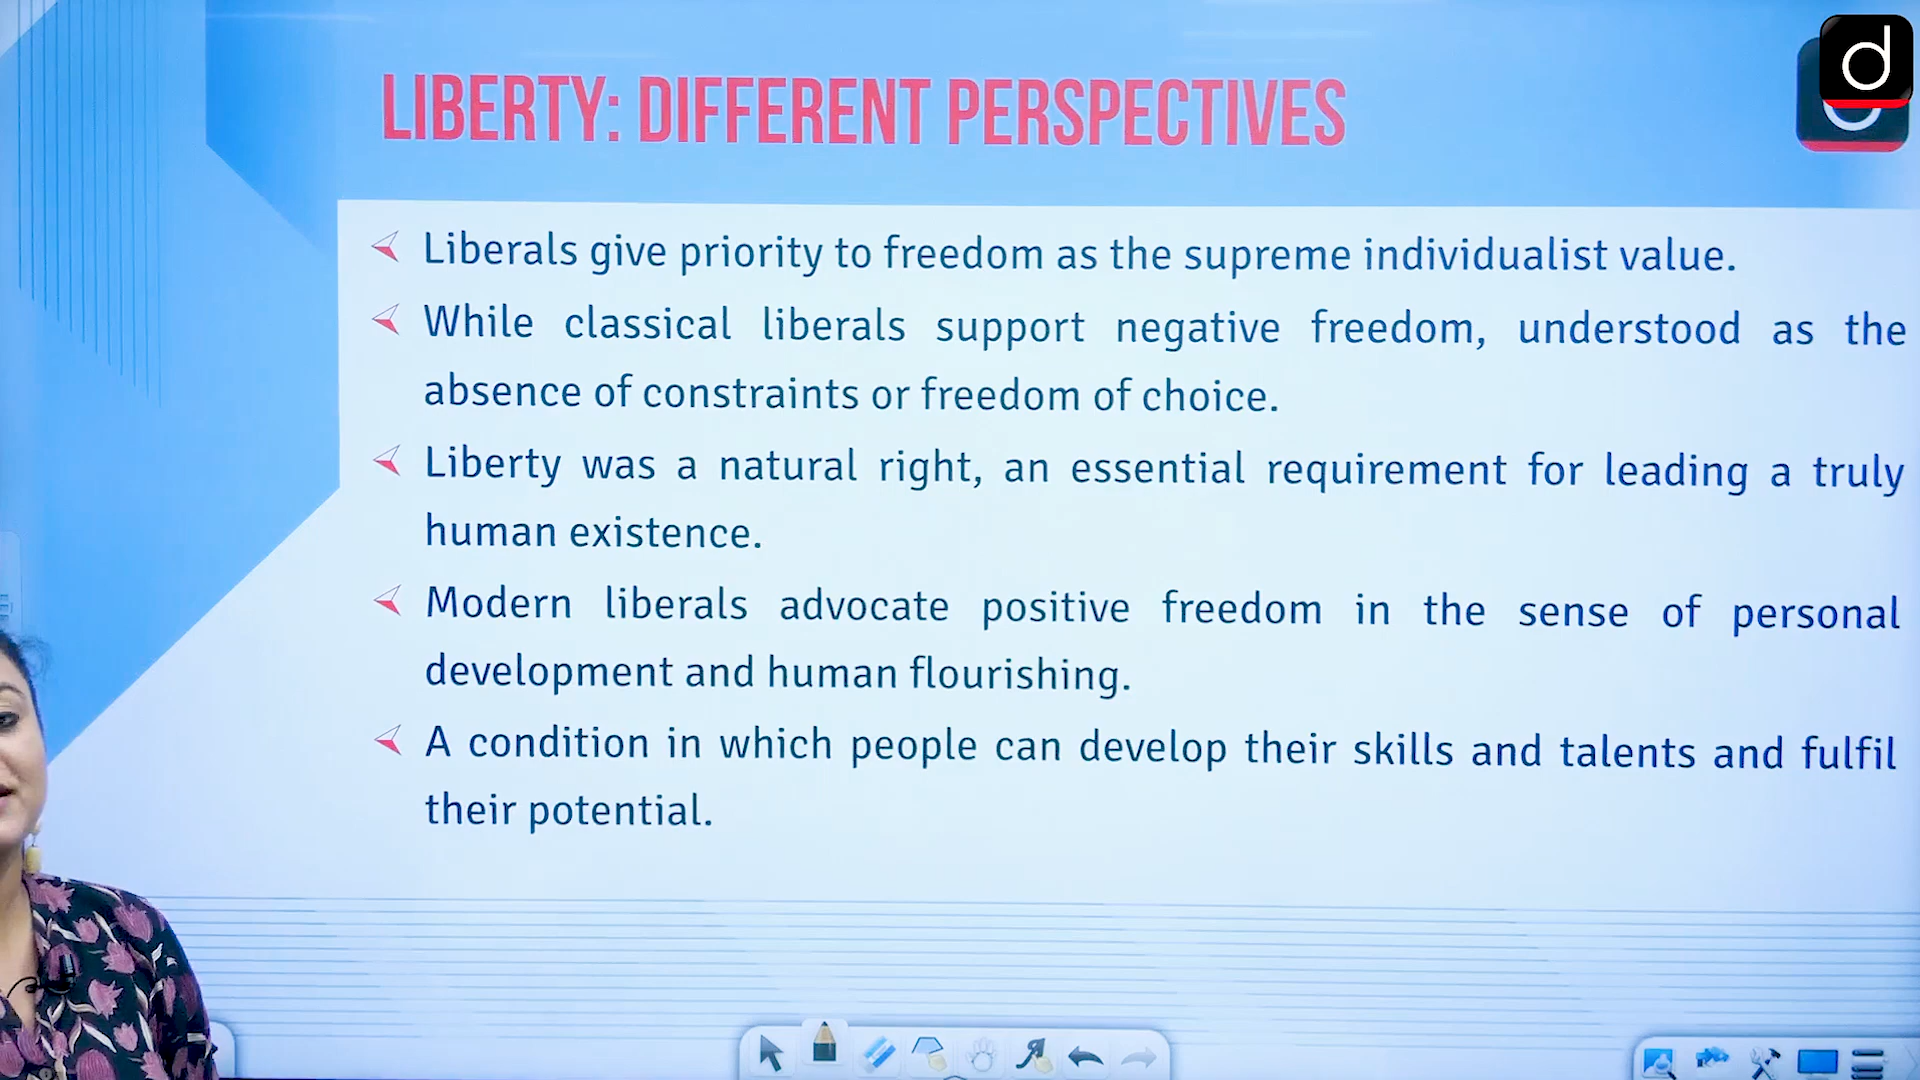 LIBERTY: DIFFERENT PERSPECTIVES
d
Liberals give priority to freedom as the supreme individualist value.
While classical liberals support negative freedom, understood as the
absence of constraints or freedom of choice.
Liberty was a natural right, an essential requirement for leading a truly
human existence.
Modern liberals advocate positive freedom in the sense of personal
development and human flourishing.
A condition in which people can develop their skills and talents and fulfil
their potential.